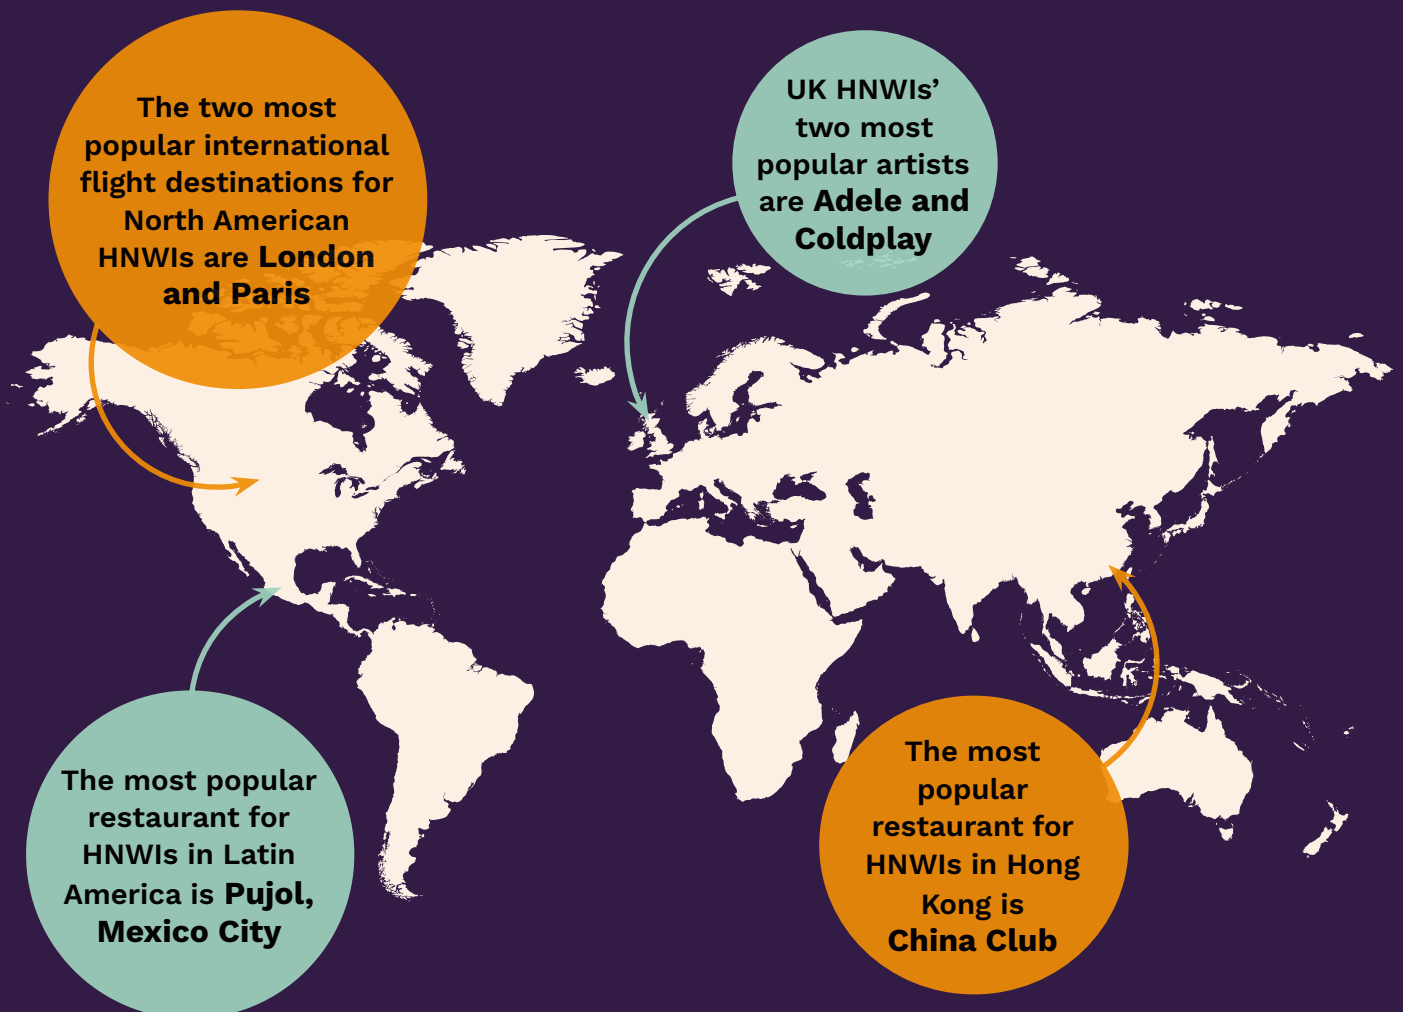 The two most
popular international
flight destinations for
North American
HNWIs are London
and Paris
UK HNWIs’
two most
popular artists
are Adele and
Coldplay
The most popular
restaurant for
HNWIs in Latin
America is Pujol,
Mexico City
The most
popular
restaurant for
HNWIs in Hong
Kong is
China Club